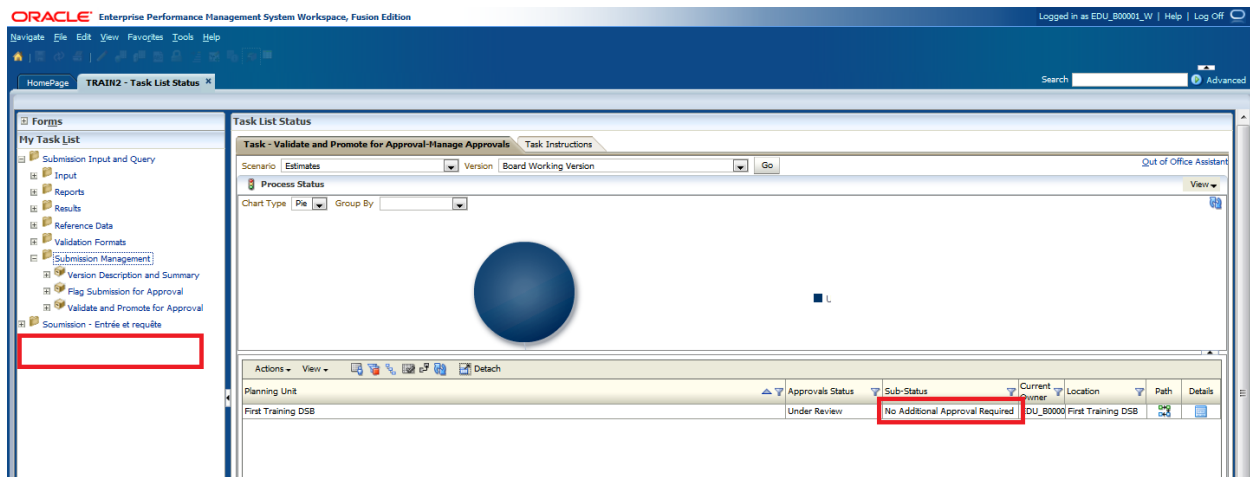 ORACLE Enterprise Performance Management System Workspace, Fusion Edition
Logged in as EDU_B00001_W | Help | Log Off
Navigate File Edit View Favorites Tools Help
HomePage TRAIN2 - Task List Status × Search Advanced
Forms
Task List Status
My Task List
Task - Validate and Promote for Approval-Manage Approvals Task Instructions
Submission Input and Query
Scenario Estimates Version Board Working Version Go Out of Office Assistant
Input
Process Status View
Reports
Chart Type Pie Group By
Results
Reference Data
Validation Formats
Submission Management
Version Description and Summary
Flag Submission for Approval
Validate and Promote for Approval
Soumission - Entrée et requête
Actions View Detach
Planning Unit Approvals Status Sub-Status Current Owner Location Path Details
First Training DSB Under Review No Additional Approval Required EDU_B0000 First Training DSB